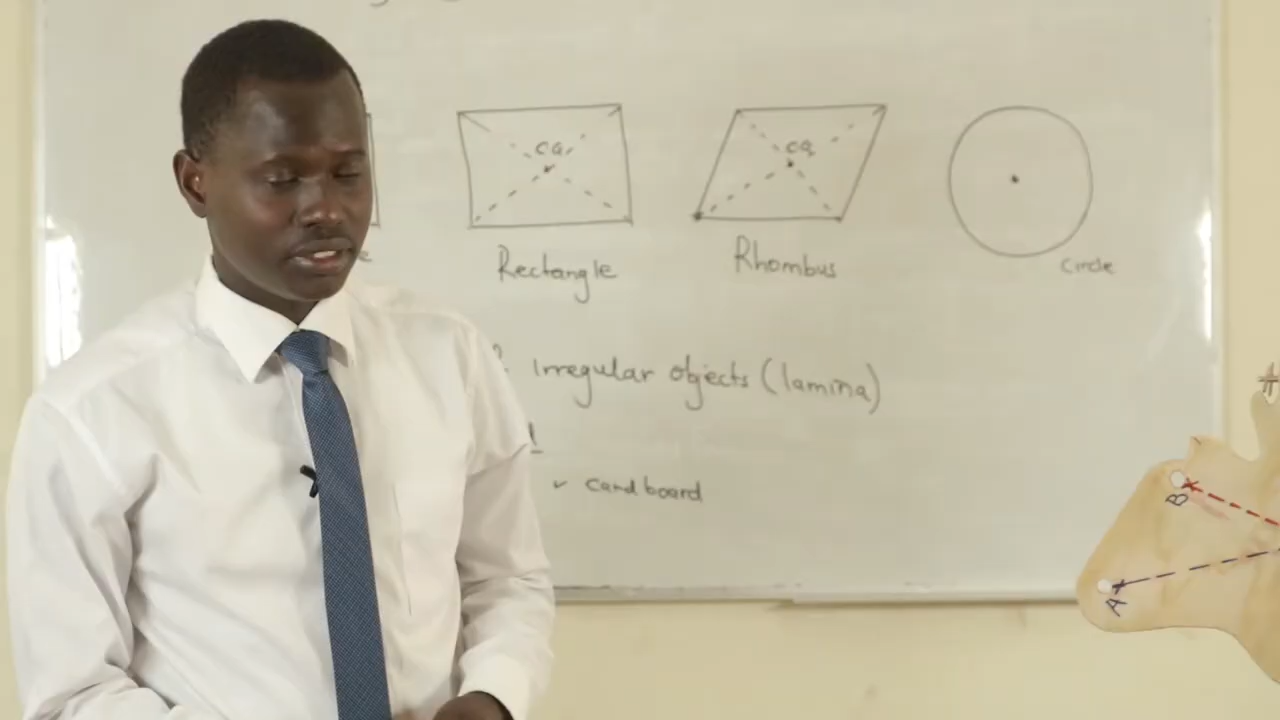 CG
CG
Rectangle
Rhombus
Circle
Irregular objects (lamina)
✓ cardboard
B
A